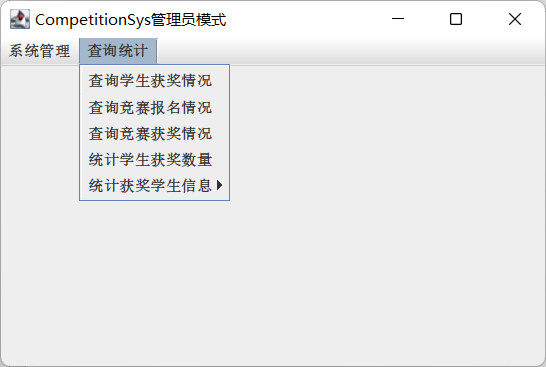 CompetitionSys管理员模式
系统管理 查询统计
查询学生获奖情况
查询竞赛报名情况
查询竞赛获奖情况
统计学生获奖数量
统计获奖学生信息